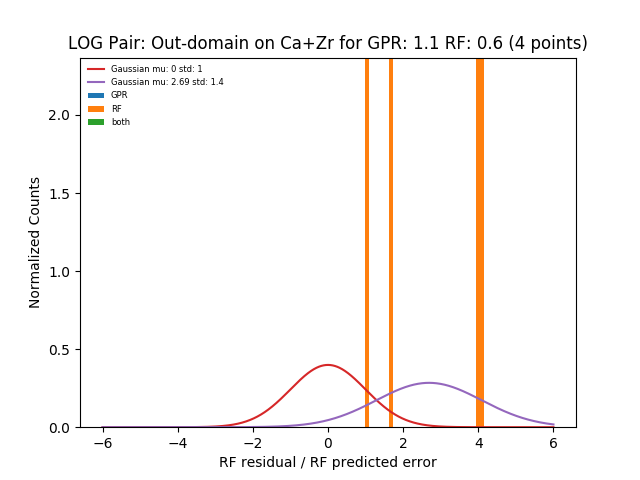 LOG Pair: Out-domain on Ca+Zr for GPR: 1.1 RF: 0.6 (4 points)
Gaussian mu: 0 std: 1
Gaussian mu: 2.69 std: 1.4
GPR
RF
both
Normalized Counts
2.0
1.5
1.0
0.5
0.0
−6 −4 −2 0 2 4 6
RF residual / RF predicted error